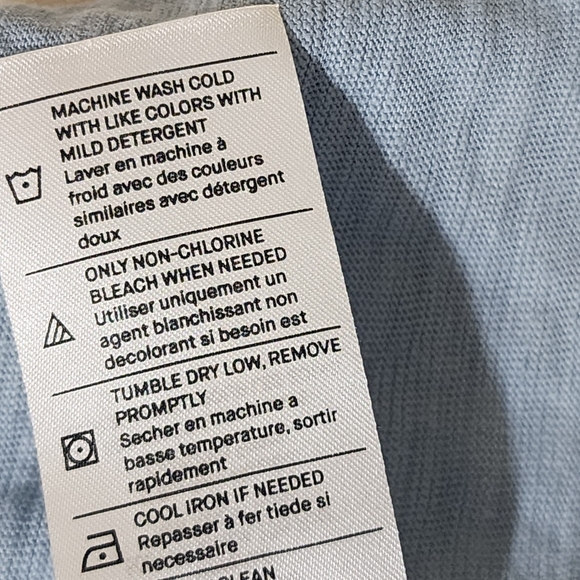 MACHINE WASH COLD
WITH LIKE COLORS WITH
MILD DETERGENT
Laver en machine à
froid avec des couleurs
similaires avec détergent
doux
ONLY NON-CHLORINE
BLEACH WHEN NEEDED
Utiliser uniquement un
agent blanchissant non
decolorant si besoin est
TUMBLE DRY LOW, REMOVE
PROMPTLY
Secher en machine a
basse temperature, sortir
rapidement
COOL IRON IF NEEDED
Repasser à fer tiede si
necessaire
CLEAN